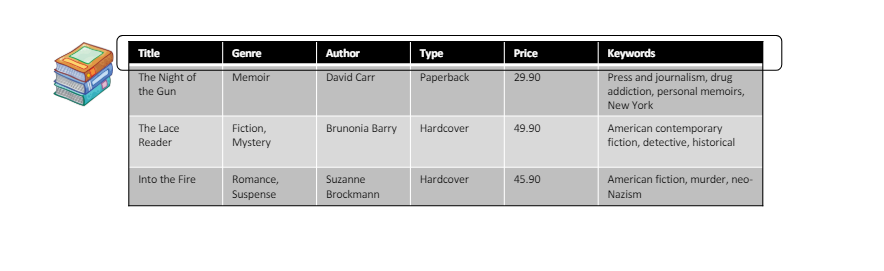 Title Genre Author Type Price Keywords
The Night of Memoir David Carr Paperback 29.90 Press and journalism, drug
the Gun addiction, personal memoirs,
New York
The Lace Fiction, Brunonia Barry Hardcover 49.90 American contemporary
Reader Mystery fiction, detective, historical
Into the Fire Romance, Suzanne Hardcover 45.90 American fiction, murder, neo-
Suspense Brockmann Nazism